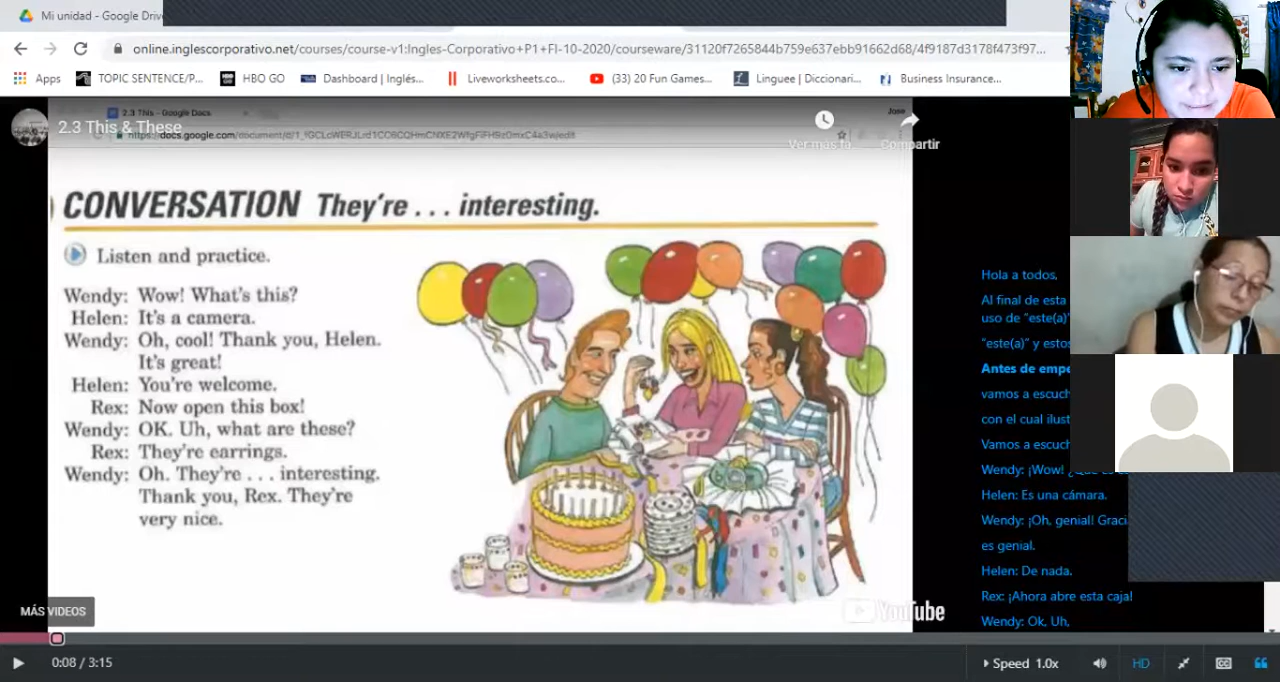 Mi unidad - Google Drive
online.inglescorporativo.net/courses/course-v1:Ingles-Corporativo+P1+FI-10-2020/courseware/31120f7265844b759e637ebb91662d68/4f9187d3178f473f97...
Apps TOPIC SENTENCE/P... HBO GO Dashboard | Inglés... Liveworksheets.co... (33) 20 Fun Games... Linguee | Diccionari... Business Insurance...
2.3 This - Google Docs
Jose
2.3 This & These
Compartir
CONVERSATION They're . . . interesting.
Listen and practice.
Wendy: Wow! What's this?
Helen: It's a camera.
Wendy: Oh, cool! Thank you, Helen.
It's great!
Helen: You're welcome.
Rex: Now open this box!
Wendy: OK. Uh, what are these?
Rex: They're earrings.
Wendy: Oh. They're . . . interesting.
Thank you, Rex. They're
very nice.
MÁS VIDEOS
YouTube
Hola a todos,
Al final de esta
uso de "este(a)"
"este(a)" y estos
Antes de empe
vamos a escuch
con el cual ilust
Vamos a escuch
Wendy: ¡Wow!
Helen: Es una cámara.
Wendy: ¡Oh, genial! Graci
es genial.
Helen: De nada.
Rex: ¡Ahora abre esta caja!
Wendy: Ok, Uh,
0:08 / 3:15
Speed 1.0x
HD
CC